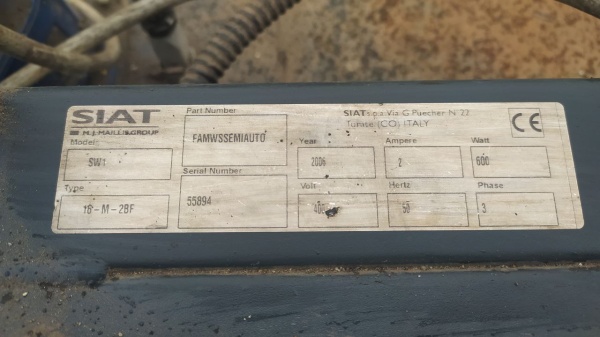 SIAT
M.J. MAILLIS GROUP
Part Number
FAMWSSEMIAUTO
SIAT s.p.a Via G Puecher N°22
Turate (CO) ITALY
CE
Model
SW1
Year
2006
Ampere
2
Watt
600
Type
16-M-2BF
Serial Number
55894
Volt
Hertz
50
Phase
3